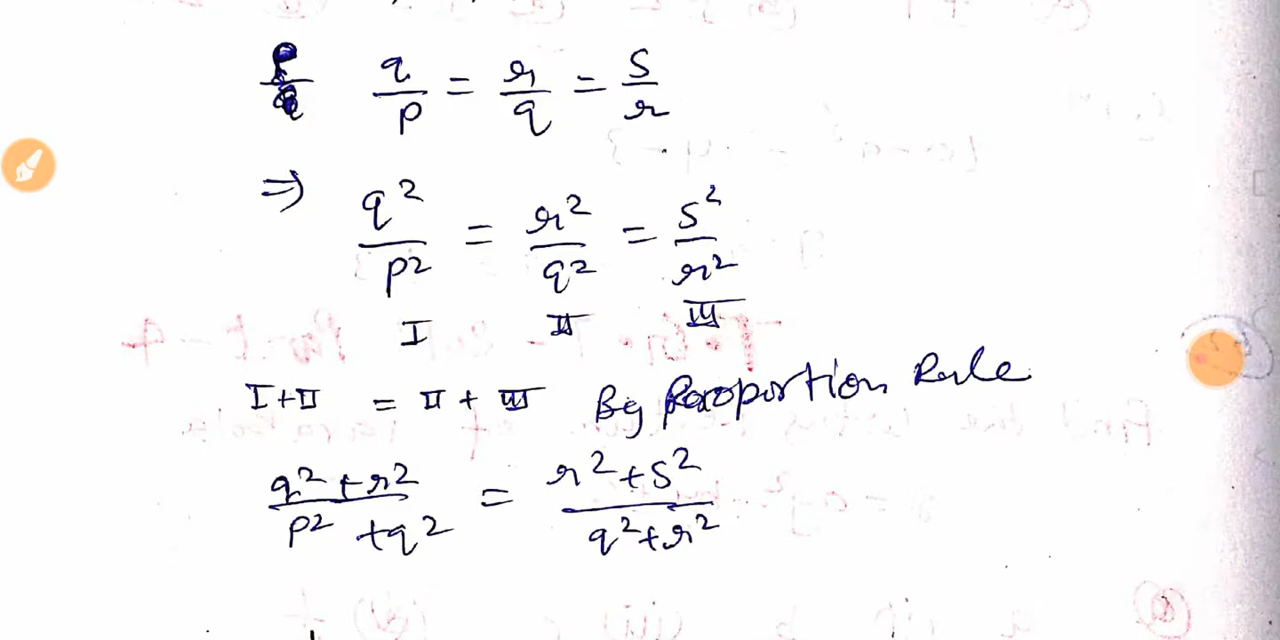 q/p = r/q = s/r
⇒ q²/p² = r²/q² = s²/r²
I II III
I+II = II + III By Proportion Rule
q²+r²/p²+q² = r²+s²/q²+r²